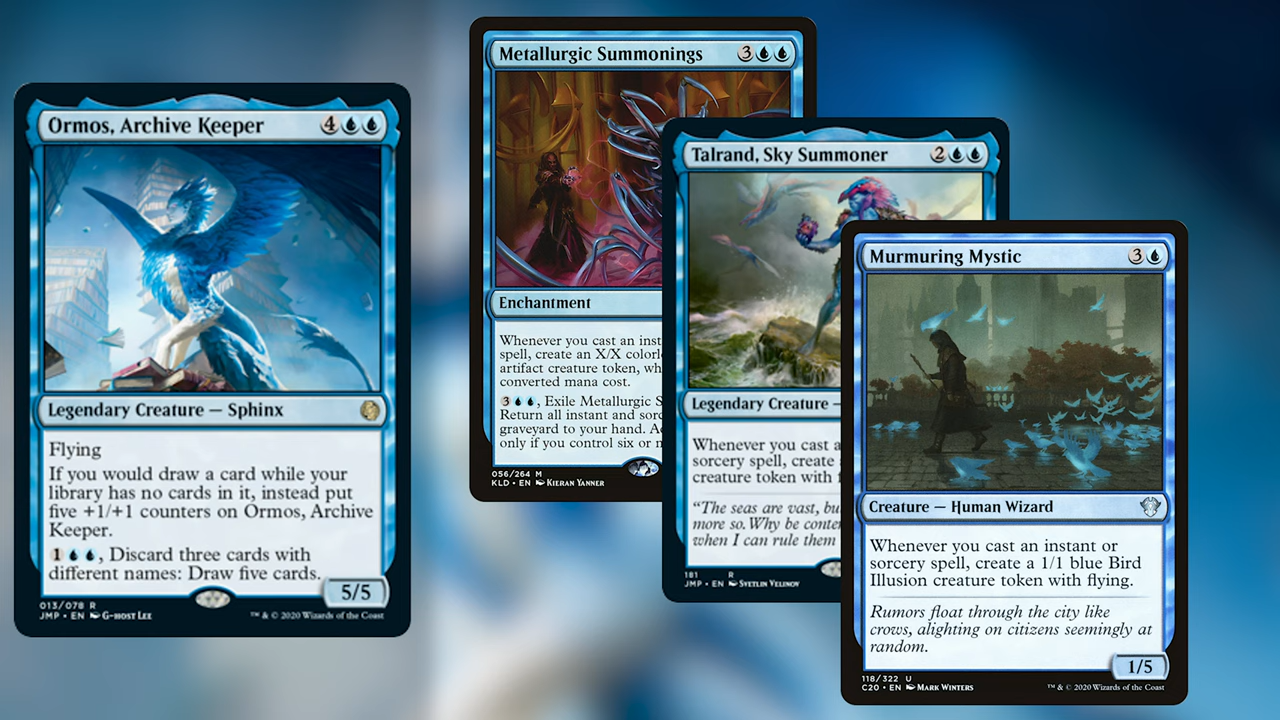 Ormos, Archive Keeper 4
Legendary Creature — Sphinx
Flying
If you would draw a card while your
library has no cards in it, instead put
five +1/+1 counters on Ormos, Archive
Keeper.
1, Discard three cards with
different names: Draw five cards.
5/5
013/078 R
JMP • EN G-HOST LEE
™ & © 2020 Wizards of the Coast
Metallurgic Summonings 3
Enchantment
Whenever you cast an inst
spell, create an X/X colorl
artifact creature token, wh
converted mana cost.
3, Exile Metallurgic S
Return all instant and sorc
graveyard to your hand. Ac
only if you control six or m
056/264 M
KLD • EN KIERAN YANNER
Talrand, Sky Summoner 2
Legendary Creature —
Whenever you cast a
sorcery spell, create
creature token with f
“The seas are vast, bu
more so. Why be conte
when I can rule them
181 R
JMP • EN SVETLIN VELINOV
Murmuring Mystic 3
Creature — Human Wizard
Whenever you cast an instant or
sorcery spell, create a 1/1 blue Bird
Illusion creature token with flying.
Rumors float through the city like
crows, alighting on citizens seemingly at
random.
1/5
118/322 U
C20 • EN MARK WINTERS
™ & © 2020 Wizards of the Coast